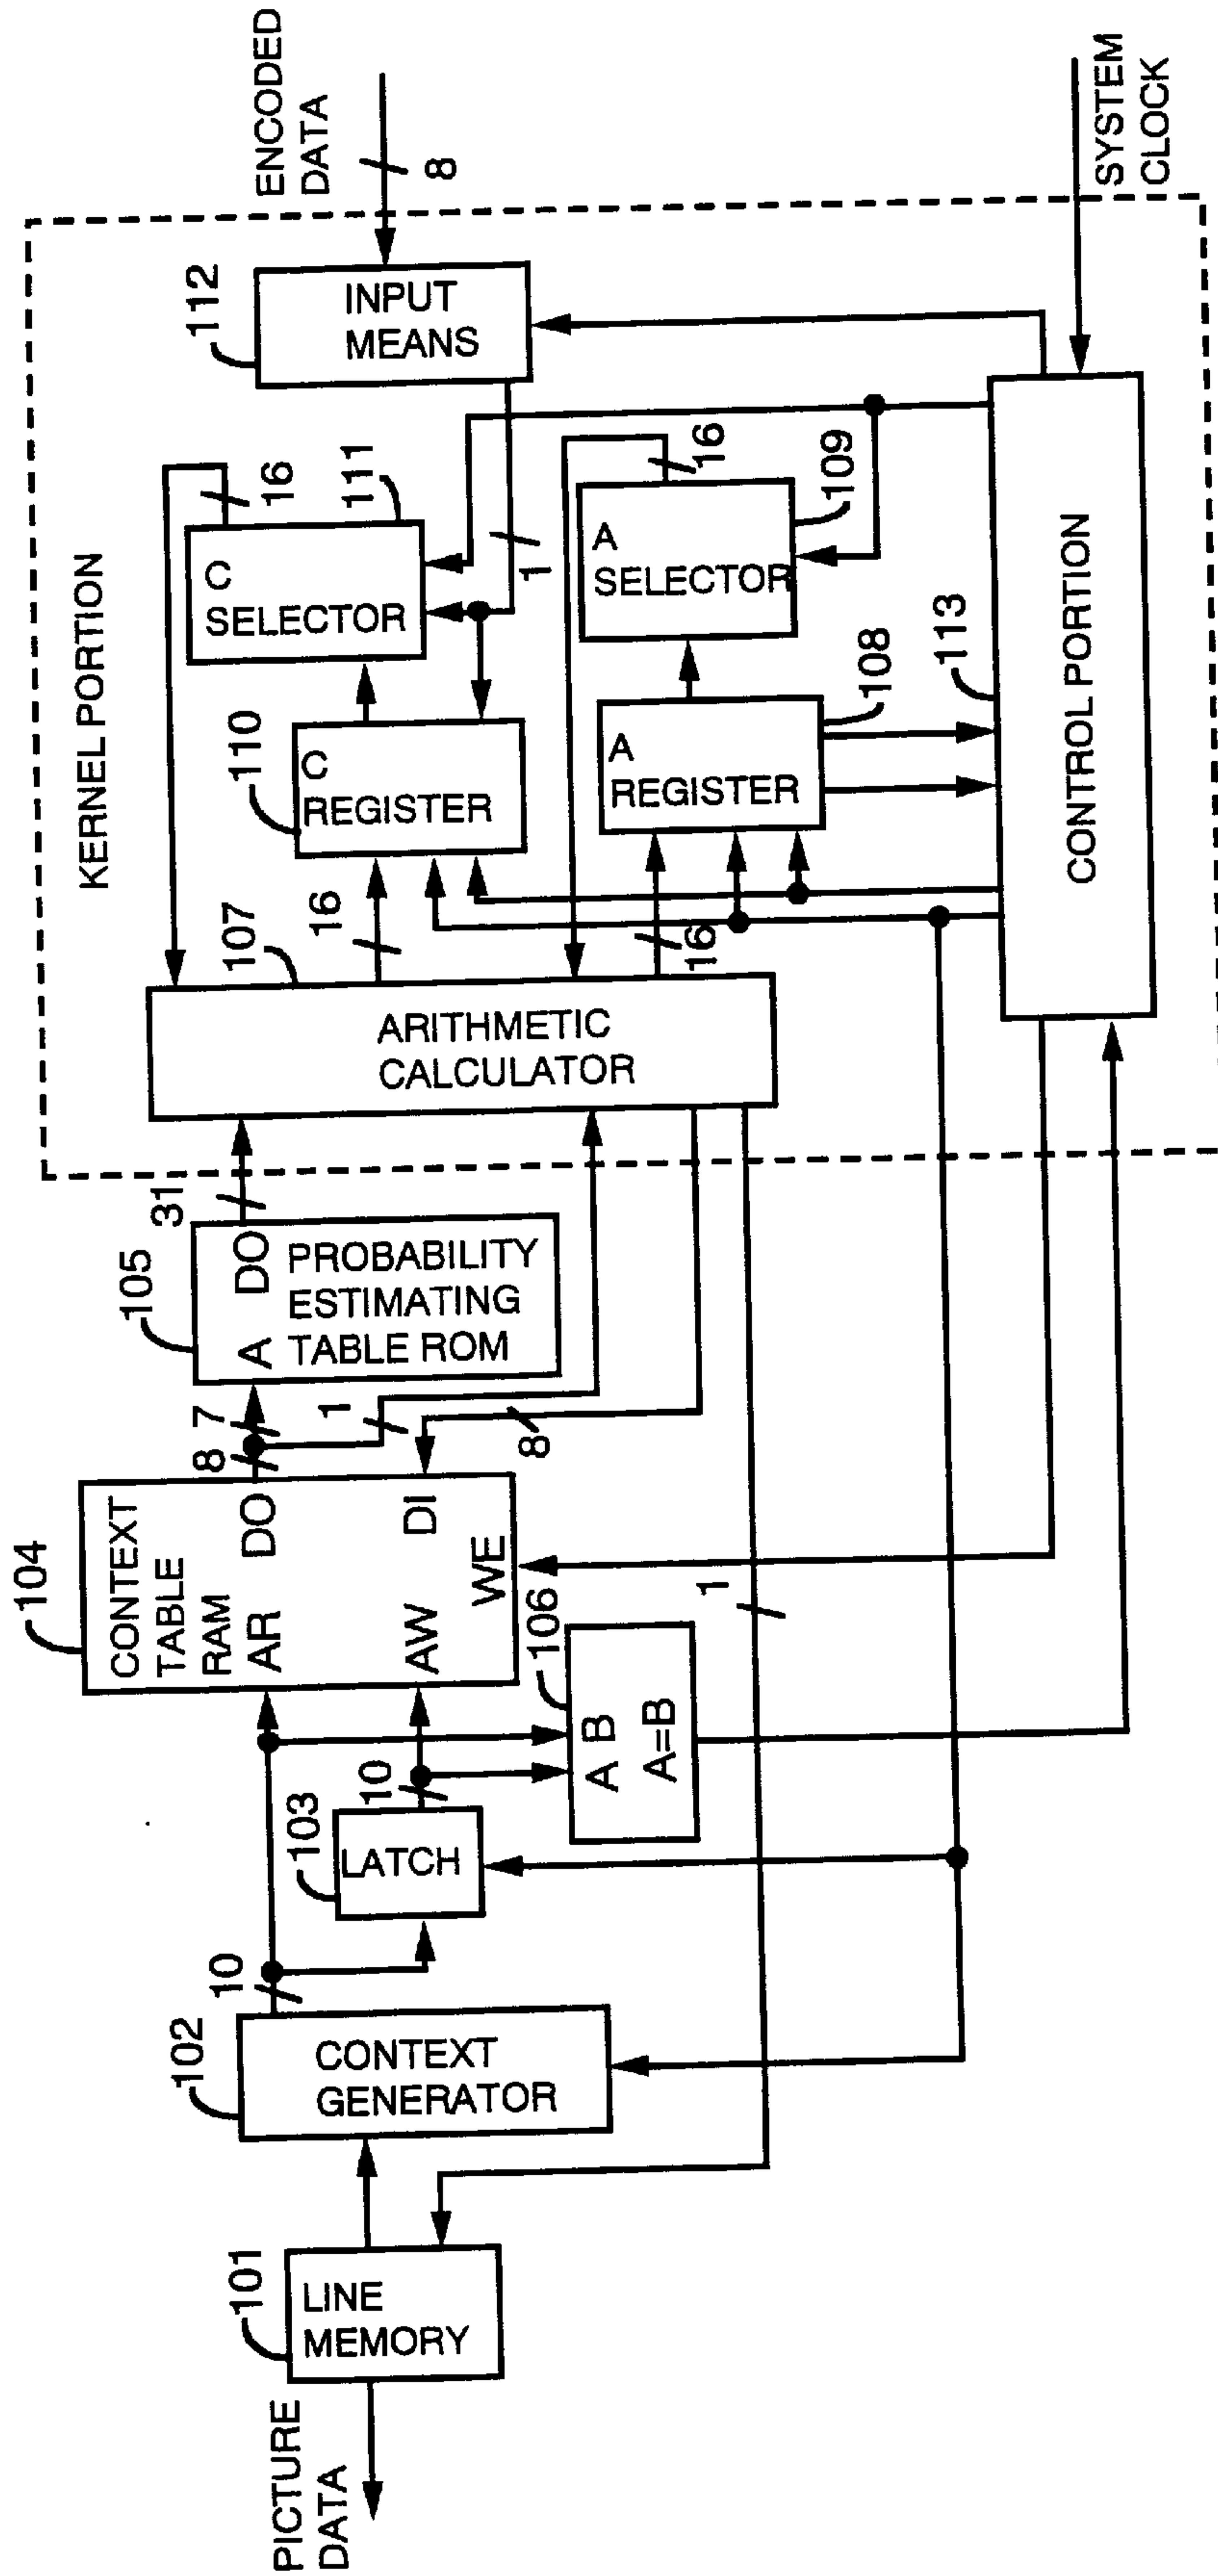 PICTURE
DATA
101
LINE
MEMORY
102
CONTEXT
GENERATOR
10
103
LATCH
10
104
CONTEXT
TABLE
RAM
AR
DO
AW
DI
WE
106
A B
A=B
8
7
1
8
1
105
A DO
PROBABILITY
ESTIMATING
TABLE ROM
31
KERNEL PORTION
107
ARITHMETIC
CALCULATOR
16
16
110
C
REGISTER
111
C
SELECTOR
16
108
A
REGISTER
109
A
SELECTOR
16
1
112
INPUT
MEANS
ENCODED
DATA
8
113
CONTROL PORTION
SYSTEM
CLOCK